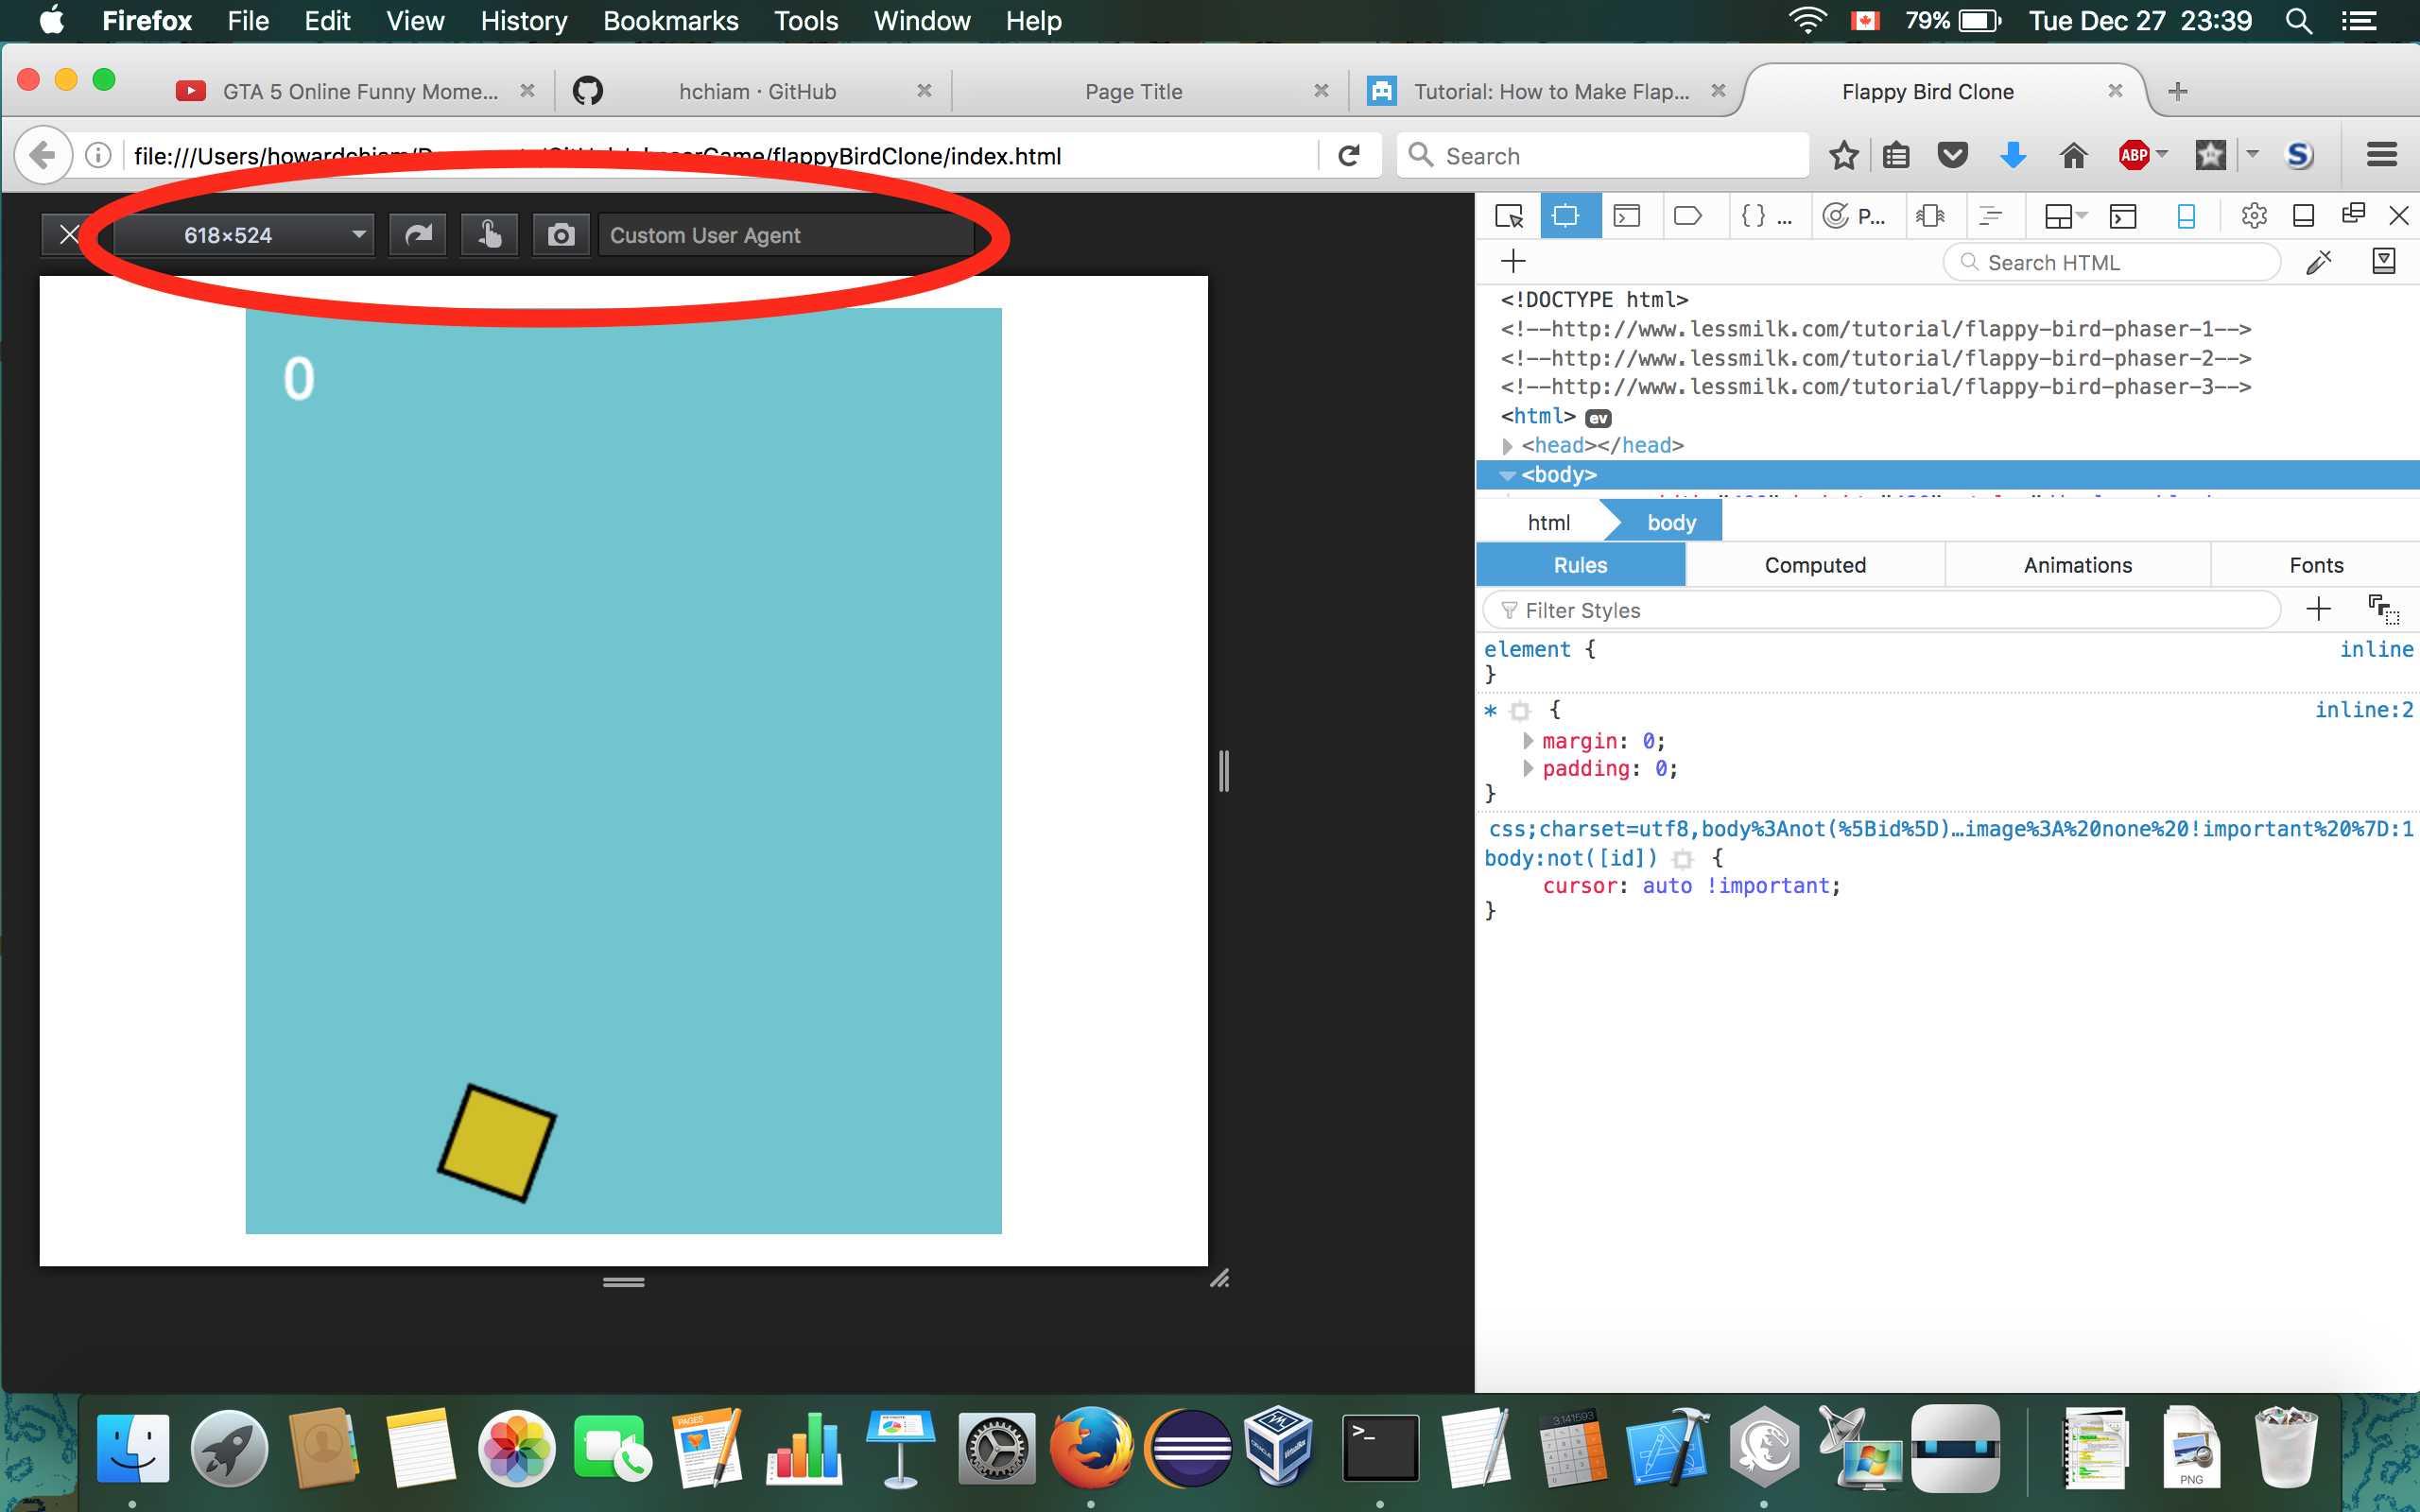 Firefox File Edit View History Bookmarks Tools Window Help 79% Tue Dec 27 23:39
GTA 5 Online Funny Mome... hchiam · GitHub Page Title Tutorial: How to Make Flap... Flappy Bird Clone
file:///Users/ /flappyBirdClone/index.html Search ABP S
618×524 Custom User Agent { } ... P...
Search HTML
0
<!DOCTYPE html>
<!--http://www.lessmilk.com/tutorial/flappy-bird-phaser-1-->
<!--http://www.lessmilk.com/tutorial/flappy-bird-phaser-2-->
<!--http://www.lessmilk.com/tutorial/flappy-bird-phaser-3-->
<html> ev
<head></head>
<body>
html body
Rules Computed Animations Fonts
Filter Styles
element { inline
}
* { inline:2
margin: 0;
padding: 0;
}
css;charset=utf8,body%3Anot(%5Bid%5D)…image%3A%20none%20!important%20%7D:1
body:not([id]) {
cursor: auto !important;
}
PAGES 3.141593
>_
PNG